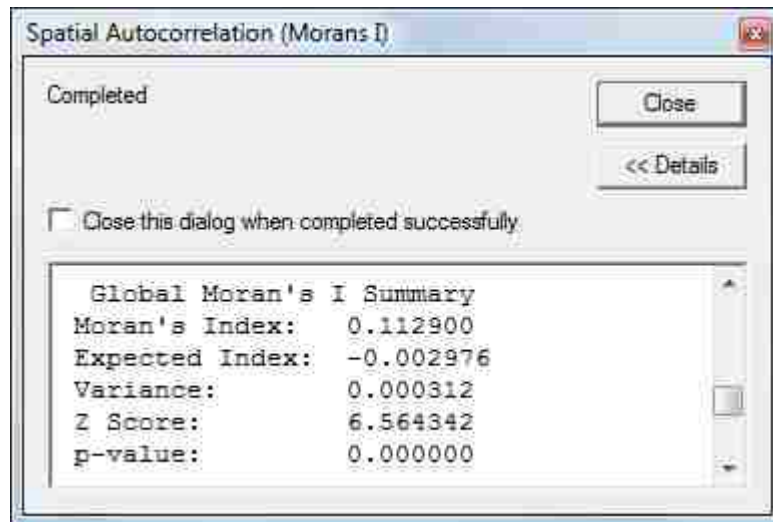 Spatial Autocorrelation (Morans I)
Completed
Close
<< Details
Close this dialog when completed successfully
Global Moran's I Summary
Moran's Index: 0.112900
Expected Index: -0.002976
Variance: 0.000312
Z Score: 6.564342
p-value: 0.000000